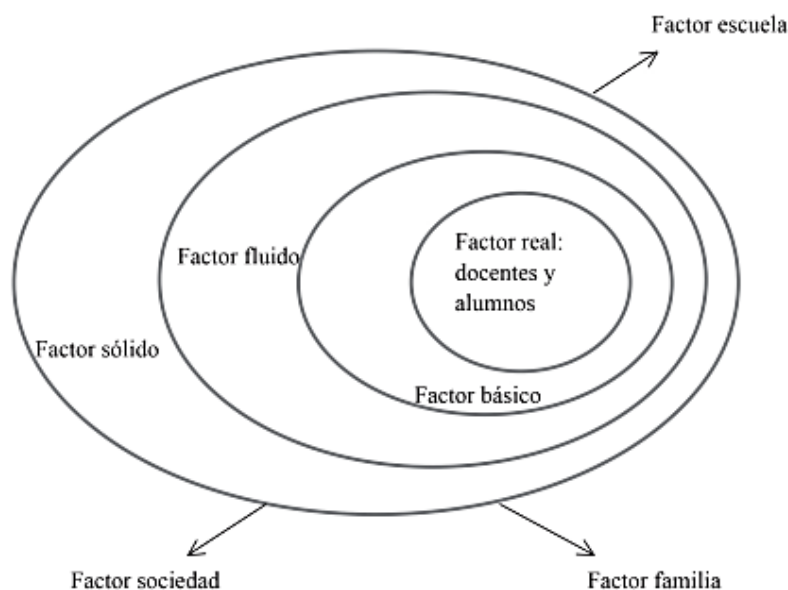 Factor escuela
Factor real:
docentes y
alumnos
Factor fluido
Factor sólido
Factor básico
Factor sociedad
Factor familia